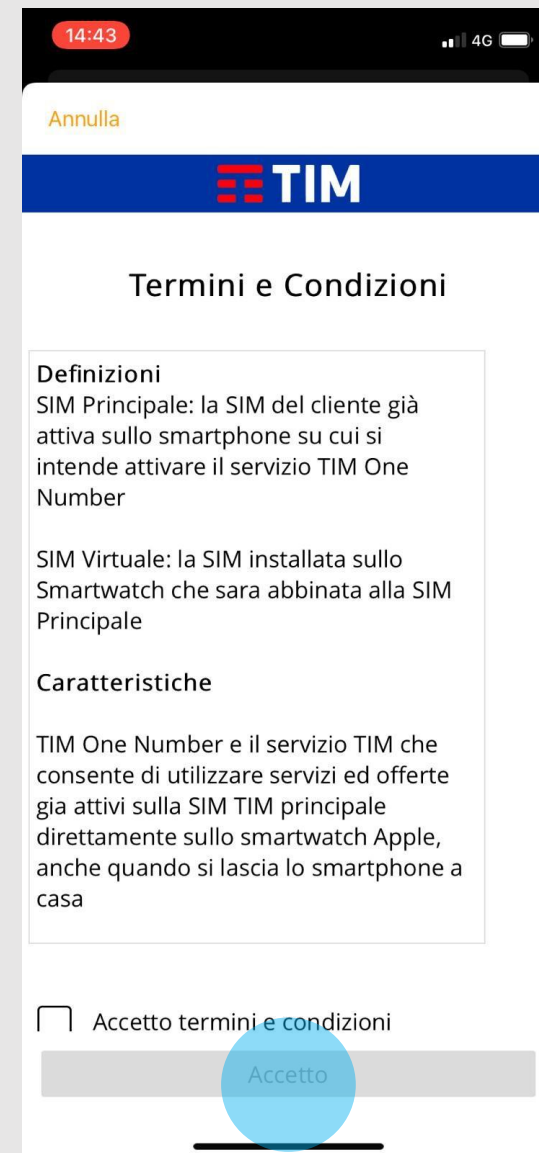 14:43
4G
Annulla
TIM
Termini e Condizioni
Definizioni
SIM Principale: la SIM del cliente già
attiva sullo smartphone su cui si
intende attivare il servizio TIM One
Number
SIM Virtuale: la SIM installata sullo
Smartwatch che sara abbinata alla SIM
Principale
Caratteristiche
TIM One Number e il servizio TIM che
consente di utilizzare servizi ed offerte
gia attivi sulla SIM TIM principale
direttamente sullo smartwatch Apple,
anche quando si lascia lo smartphone a
casa
Accetto termini e condizioni
Accetto